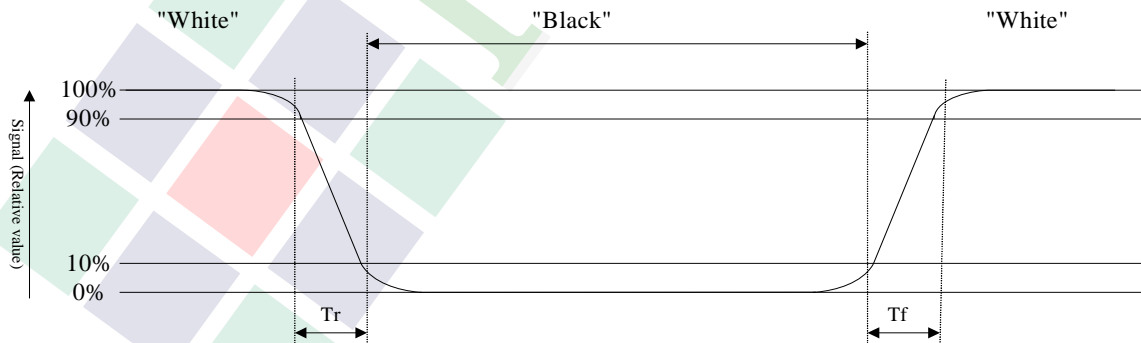 "White" "Black" "White"
100%
90%
Signal (Relative value)
10%
0%
Tr Tf